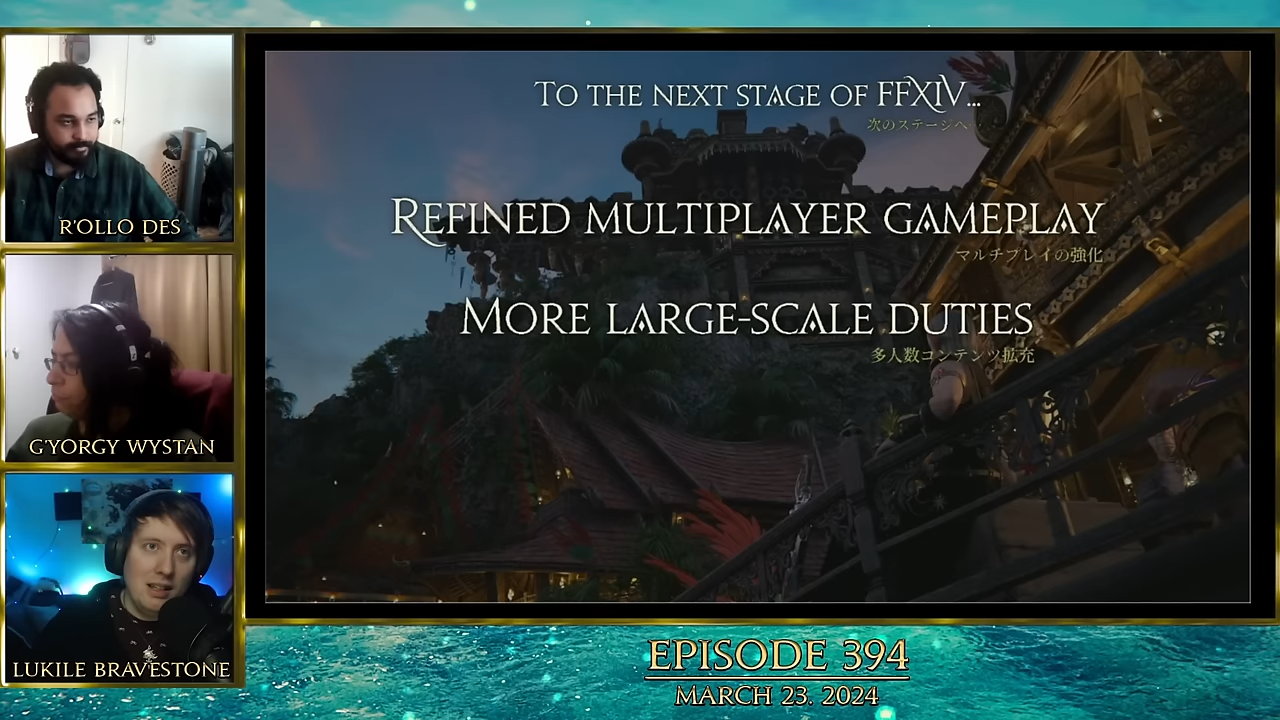 R'OLLO DES
G'YORGY WYSTAN
LUKILE BRAVESTONE
TO THE NEXT STAGE OF FFXIV...
次のステージへ…
REFINED MULTIPLAYER GAMEPLAY
マルチプレイの強化
MORE LARGE-SCALE DUTIES
多人数コンテンツ拡充
EPISODE 394
MARCH 23. 2024